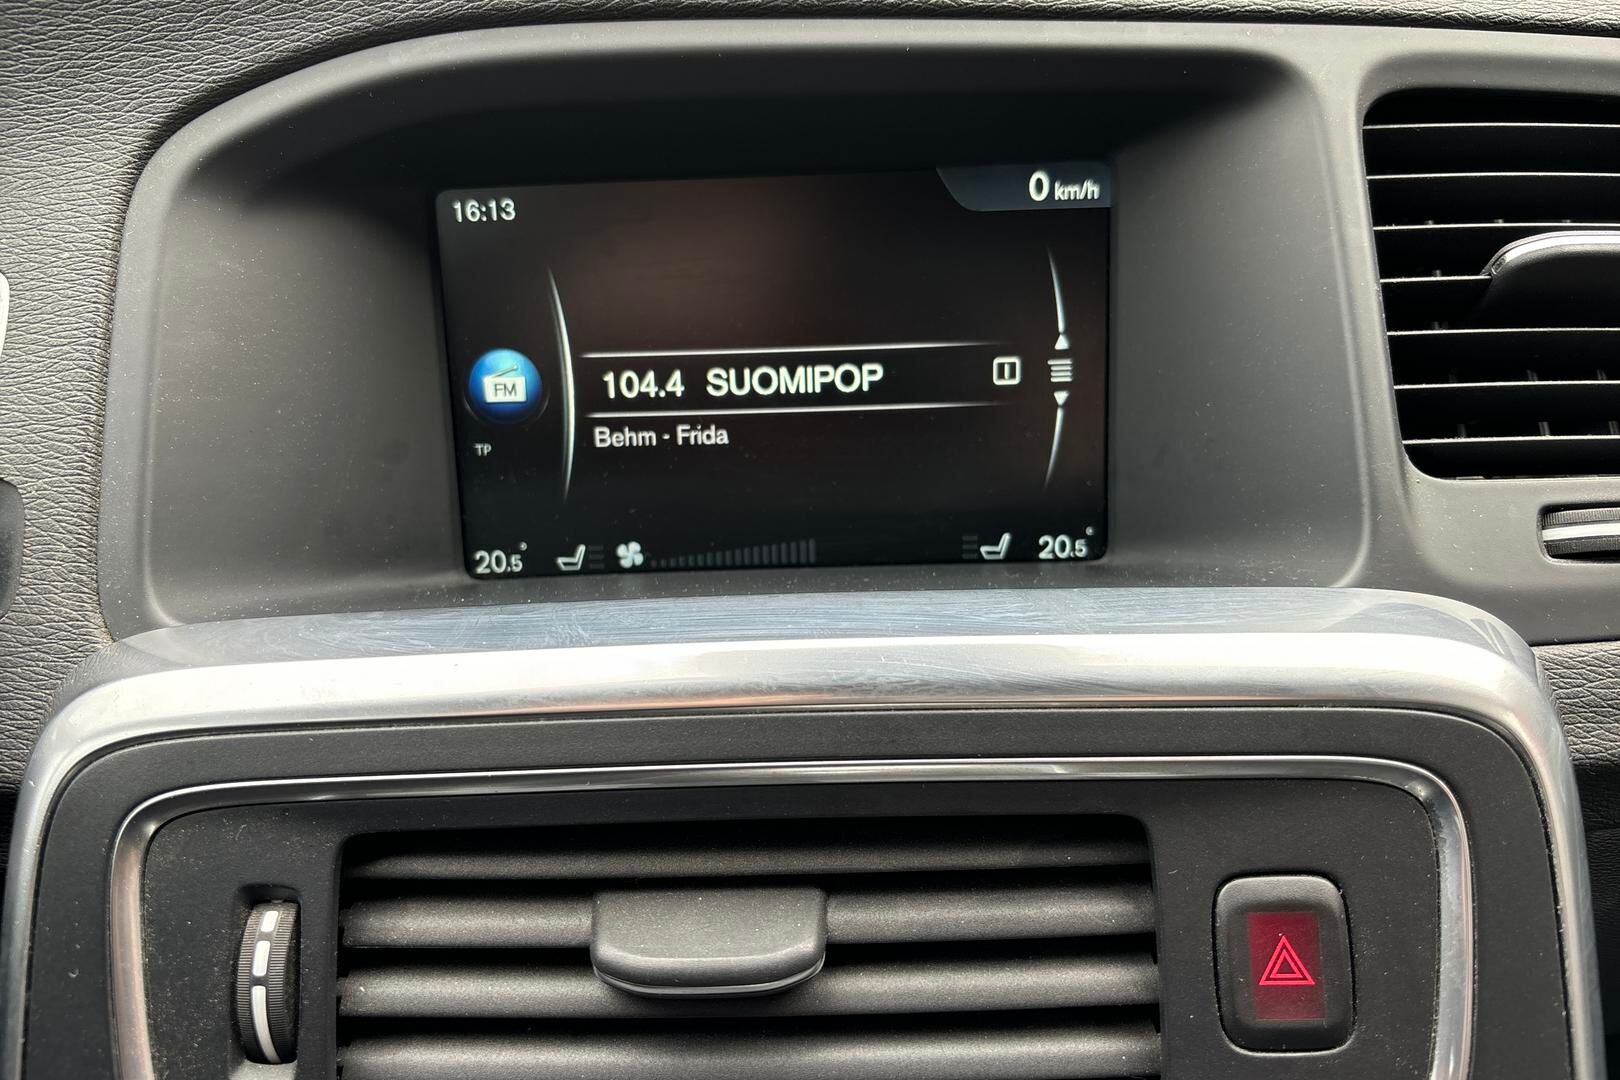 16:13
0 km/h
104.4 SUOMIPOP
FM
Behm - Frida
TP
20.5°
20.5°